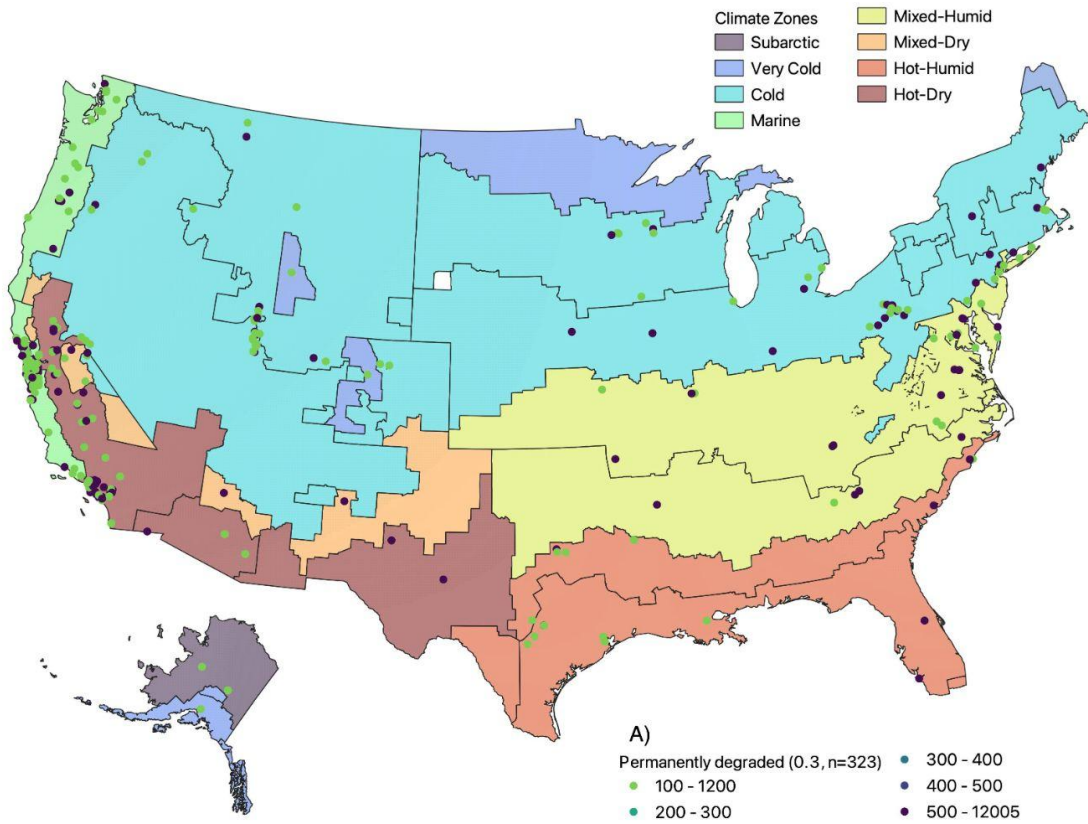 Climate Zones
Subarctic
Very Cold
Cold
Marine
Mixed-Humid
Mixed-Dry
Hot-Humid
Hot-Dry
A)
Permanently degraded (0.3, n=323)
100 - 1200
200 - 300
300 - 400
400 - 500
500 - 12005